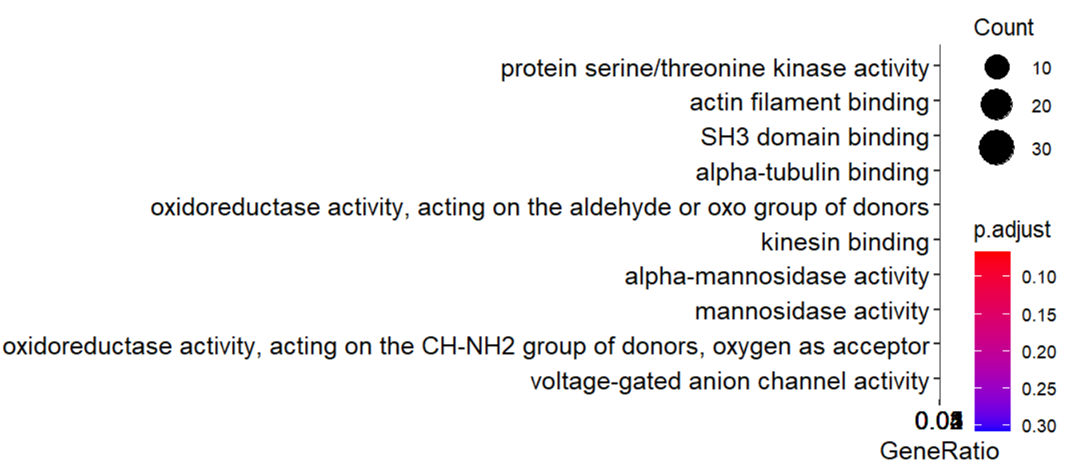 Count
protein serine/threonine kinase activity
10
actin filament binding
20
SH3 domain binding
30
alpha-tubulin binding
oxidoreductase activity, acting on the aldehyde or oxo group of donors
p.adjust
kinesin binding
alpha-mannosidase activity
0.10
mannosidase activity
0.15
oxidoreductase activity, acting on the CH-NH2 group of donors, oxygen as acceptor
0.20
voltage-gated anion channel activity
0.25
0.30
GeneRatio